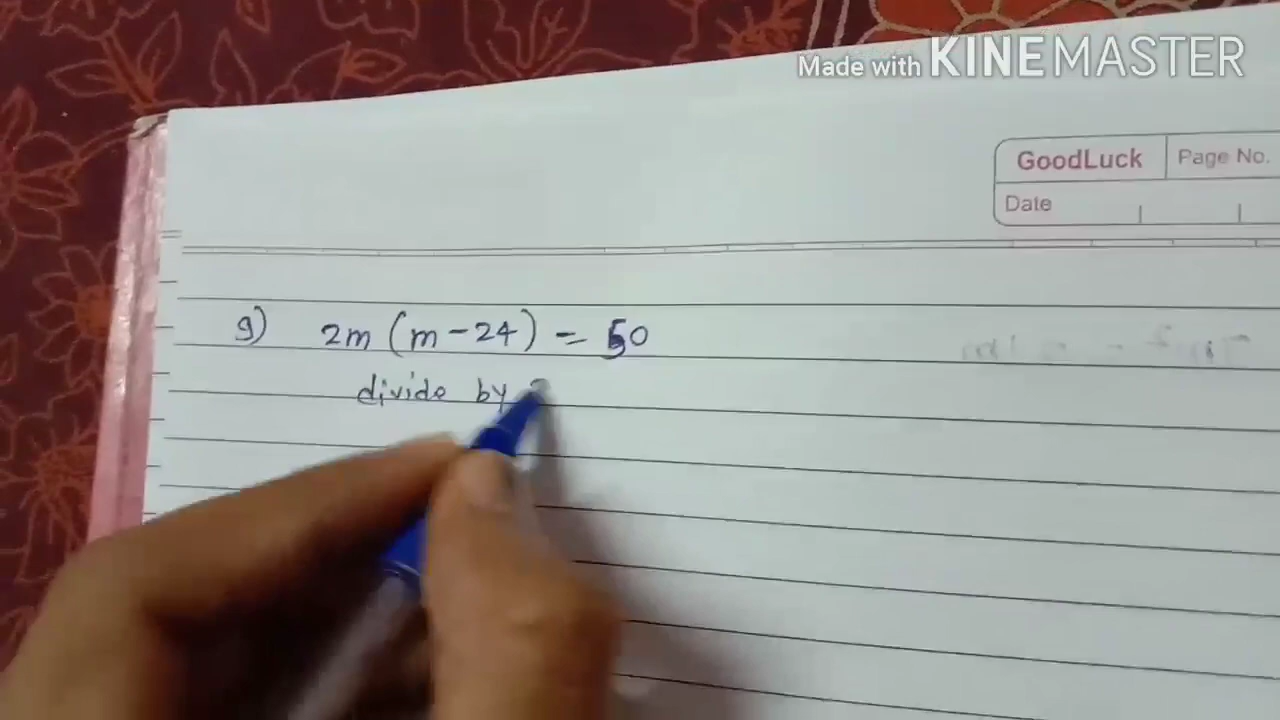 Made with KINEMASTER
GoodLuck
Page No.
Date
9) 2m (m - 24) = 50
divide by